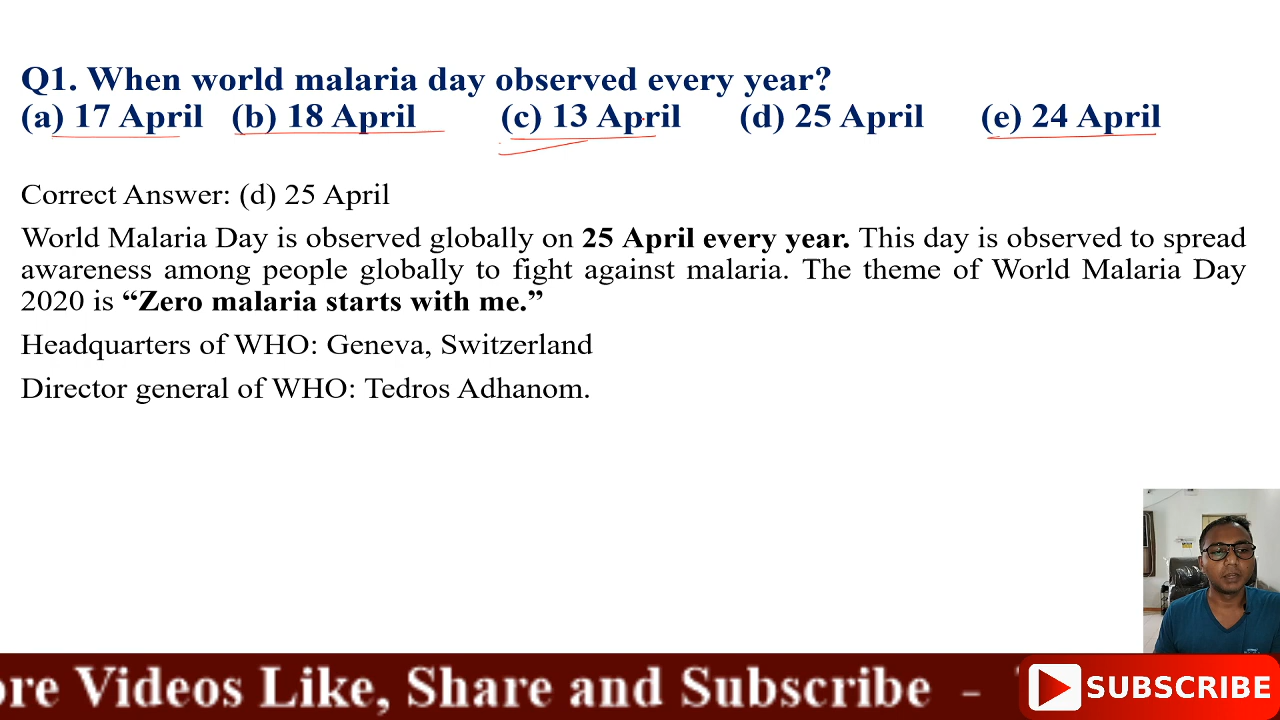 Q1. When world malaria day observed every year?
(a) 17 April (b) 18 April (c) 13 April (d) 25 April (e) 24 April
Correct Answer: (d) 25 April
World Malaria Day is observed globally on 25 April every year. This day is observed to spread
awareness among people globally to fight against malaria. The theme of World Malaria Day
2020 is “Zero malaria starts with me.”
Headquarters of WHO: Geneva, Switzerland
Director general of WHO: Tedros Adhanom.
Videos Like, Share and Subscribe -
SUBSCRIBE